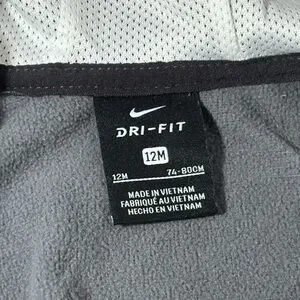 DRI-FIT
12M
12M 74-80CM
MADE IN VIETNAM
FABRIQUÉ AU VIETNAM
HECHO EN VIETNAM